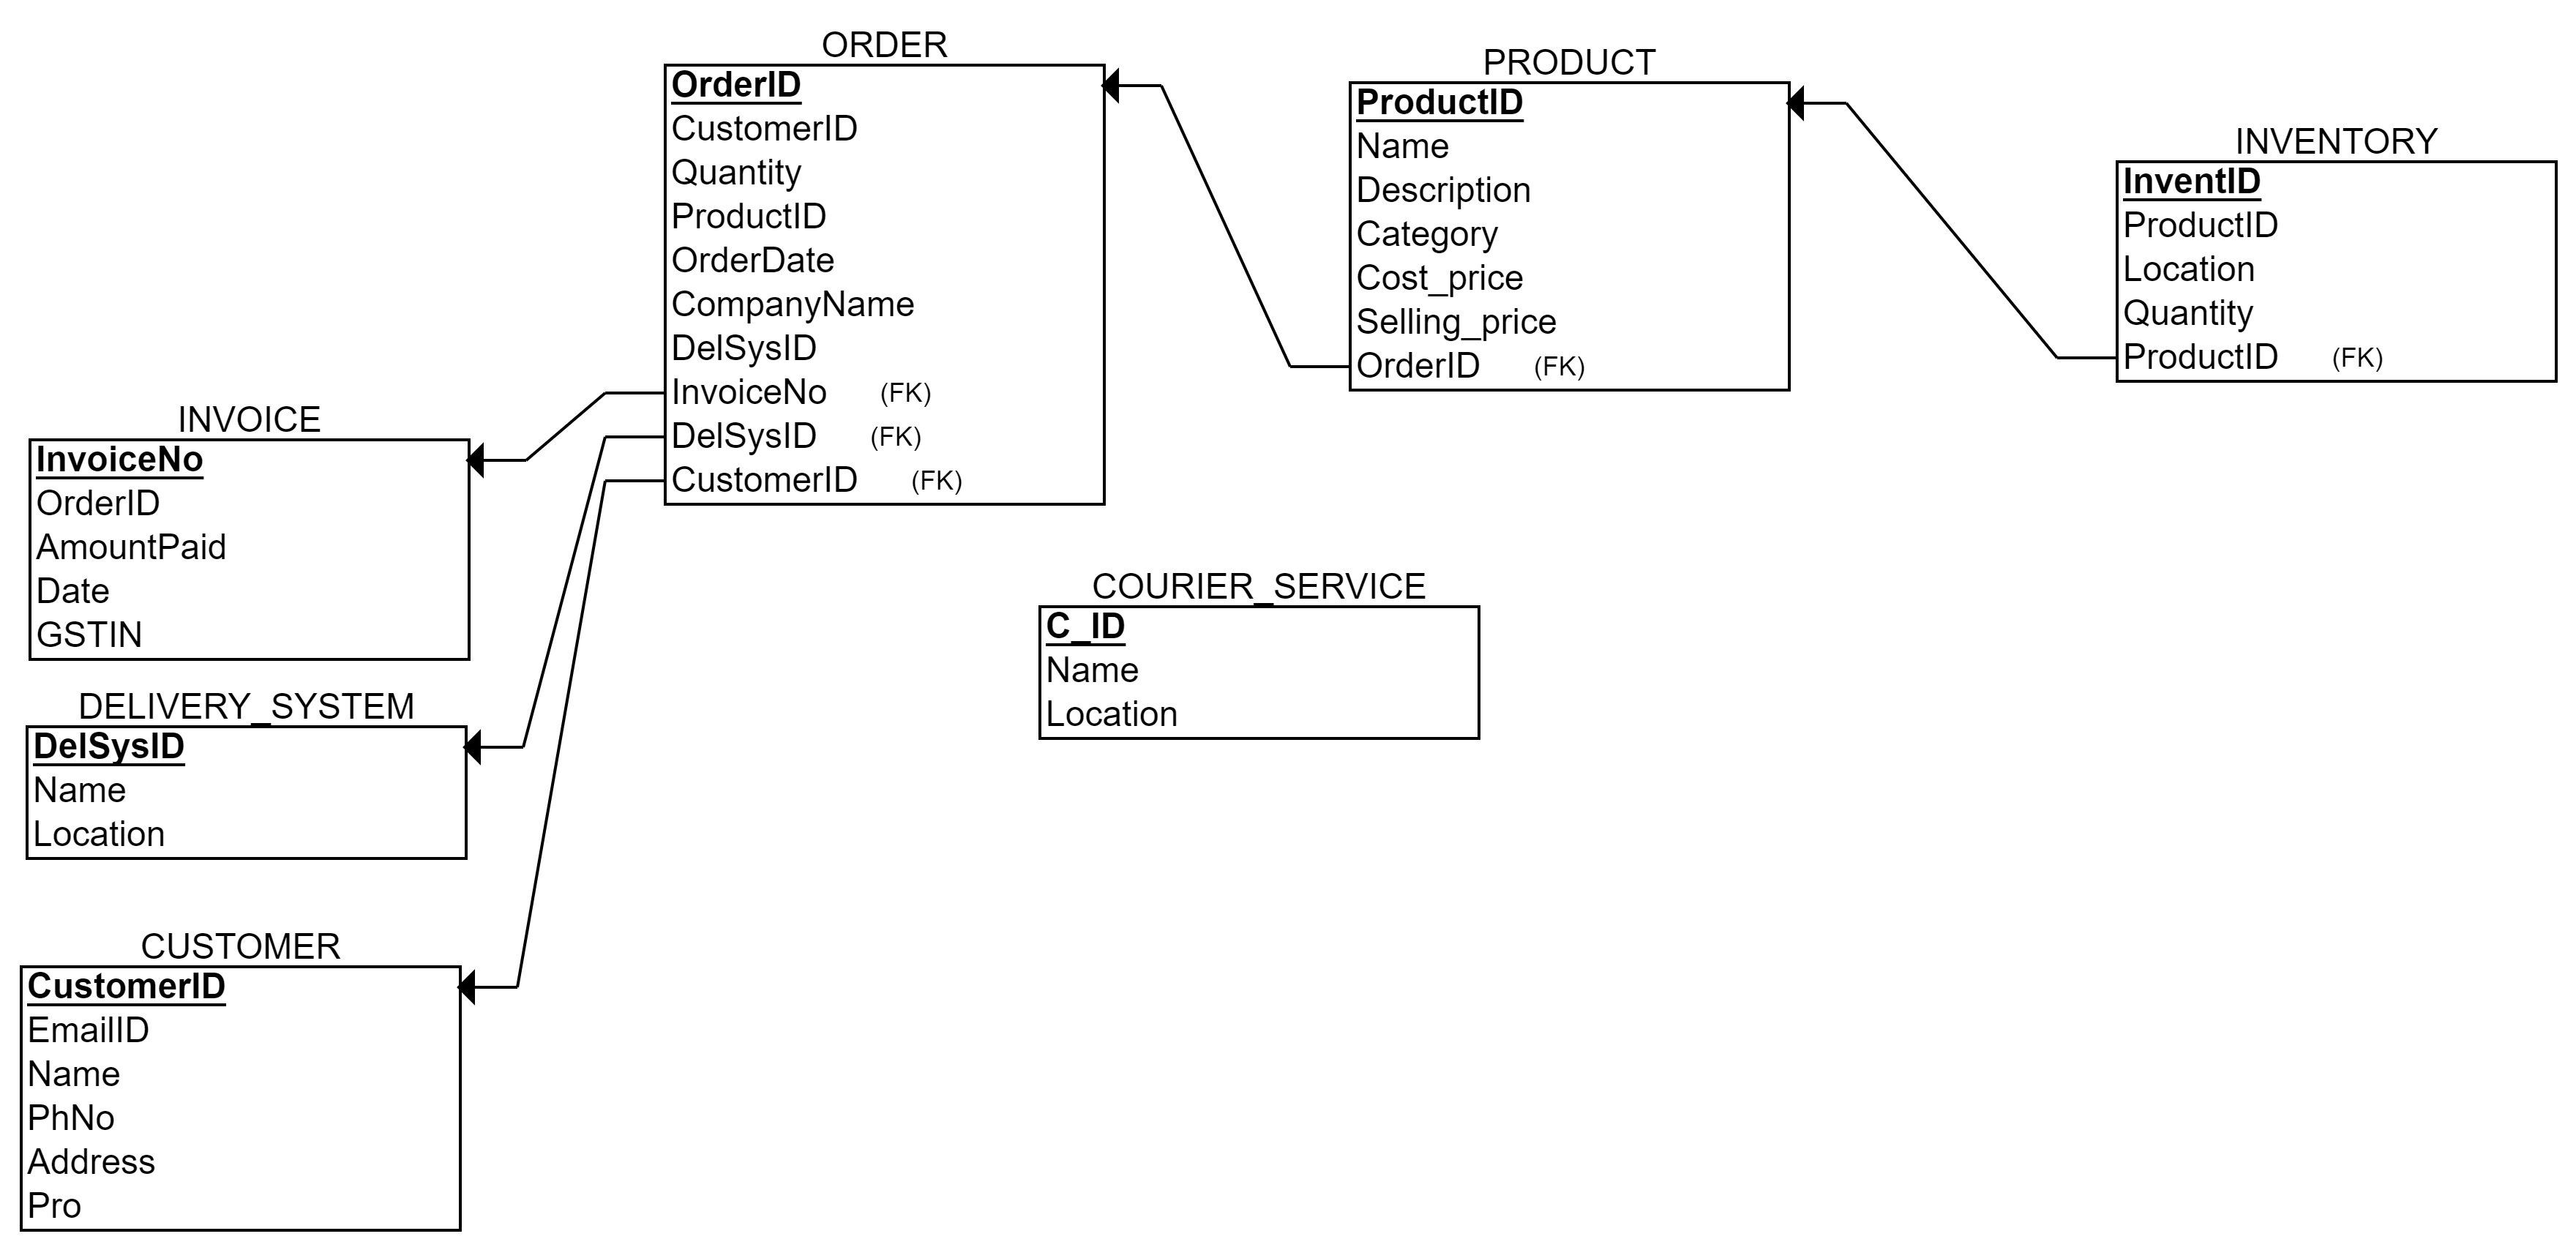 ORDER
OrderID
CustomerID
Quantity
ProductID
OrderDate
CompanyName
DelSysID
InvoiceNo (FK)
DelSysID (FK)
CustomerID (FK)
PRODUCT
ProductID
Name
Description
Category
Cost_price
Selling_price
OrderID (FK)
INVENTORY
InventID
ProductID
Location
Quantity
ProductID (FK)
INVOICE
InvoiceNo
OrderID
AmountPaid
Date
GSTIN
COURIER_SERVICE
C_ID
Name
Location
DELIVERY_SYSTEM
DelSysID
Name
Location
CUSTOMER
CustomerID
EmailID
Name
PhNo
Address
Pro